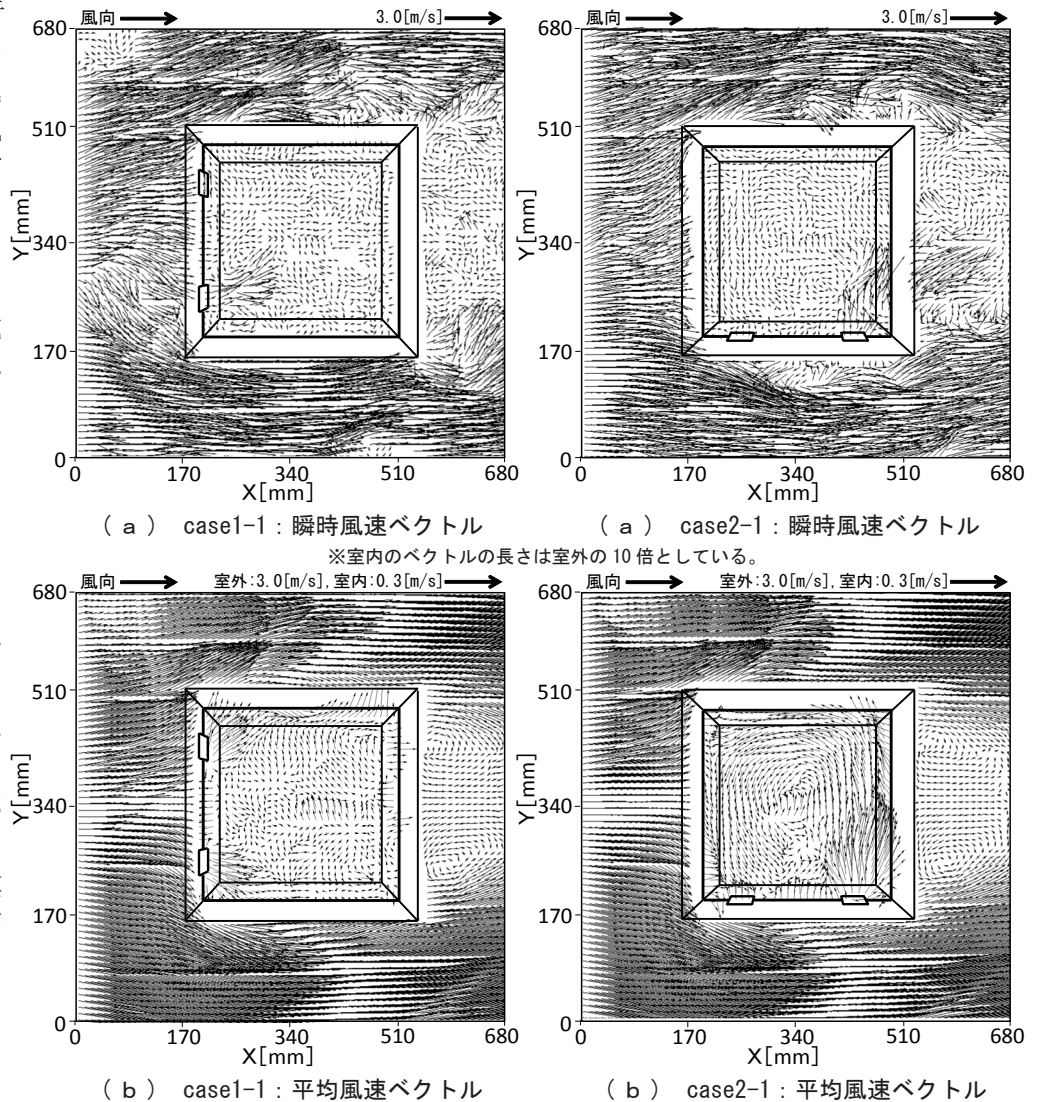 風向 3.0[m/s] 風向 3.0[m/s]
680 680
510 510
Y[mm] Y[mm]
340 340
170 170
0 0
0 170 340 510 680 0 170 340 510 680
X[mm] X[mm]
(a) case1-1：瞬時風速ベクトル (a) case2-1：瞬時風速ベクトル
※室内のベクトルの長さは室外の10倍としている。
風向 室外:3.0[m/s],室内:0.3[m/s] 風向 室外:3.0[m/s],室内:0.3[m/s]
680 680
510 510
Y[mm] Y[mm]
340 340
170 170
0 0
0 170 340 510 680 0 170 340 510 680
X[mm] X[mm]
(b) case1-1：平均風速ベクトル (b) case2-1：平均風速ベクトル